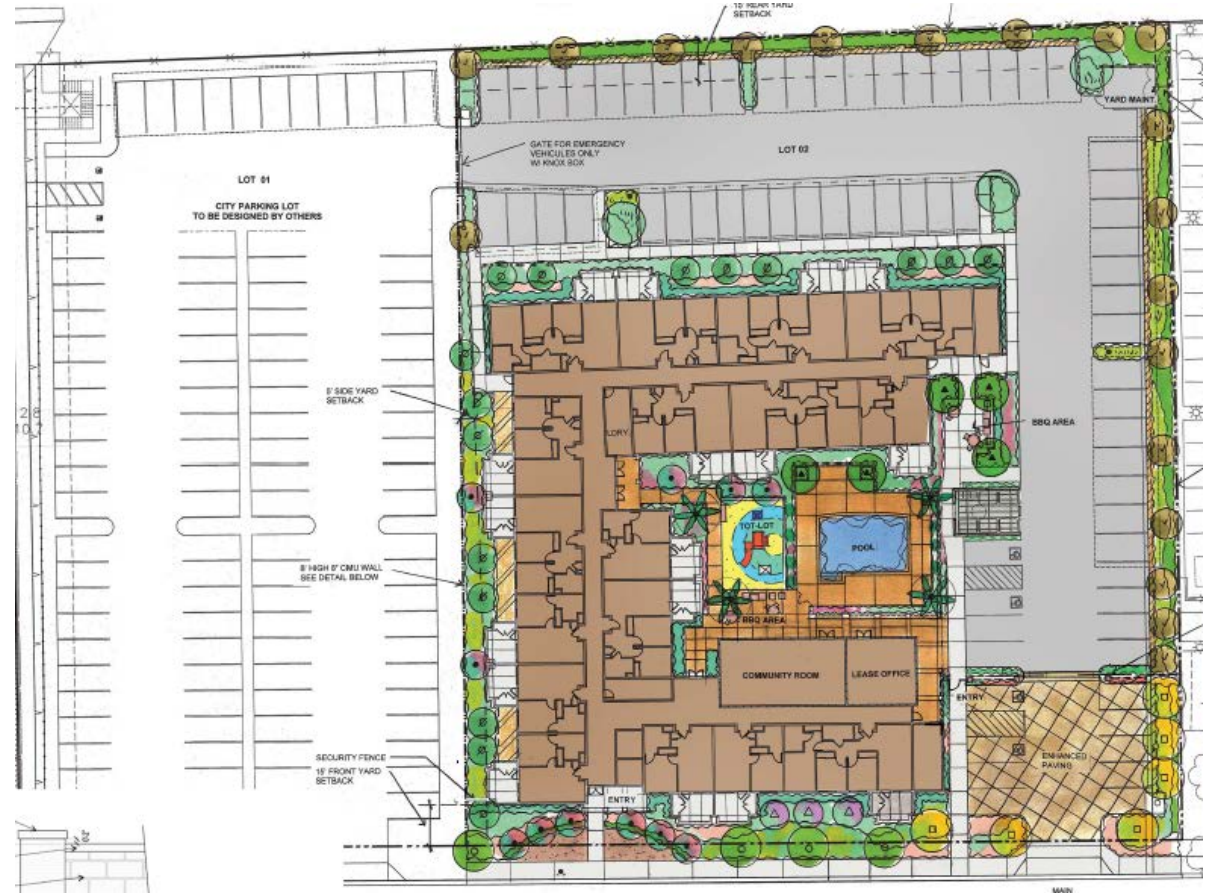 15' REAR YARD
SETBACK
YARD MAINT.
GATE FOR EMERGENCY
VEHICULES ONLY
W/ KNOX BOX
LOT 02
LOT 01
CITY PARKING LOT
TO BE DESIGNED BY OTHERS
5' SIDE YARD
SETBACK
LDRY.
BBQ AREA
TOT-LOT
POOL
8' HIGH 8" CMU WALL
SEE DETAIL BELOW
BBQ AREA
COMMUNITY ROOM
LEASE OFFICE
ENTRY
SECURITY FENCE
15' FRONT YARD
SETBACK
ENHANCED
PAVING
ENTRY
MAIN